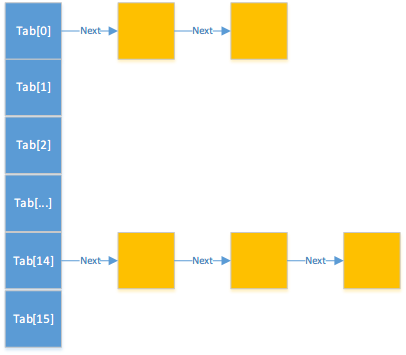 Tab[0] Next Next
Tab[1]
Tab[2]
Tab[...]
Tab[14] Next Next Next
Tab[15]